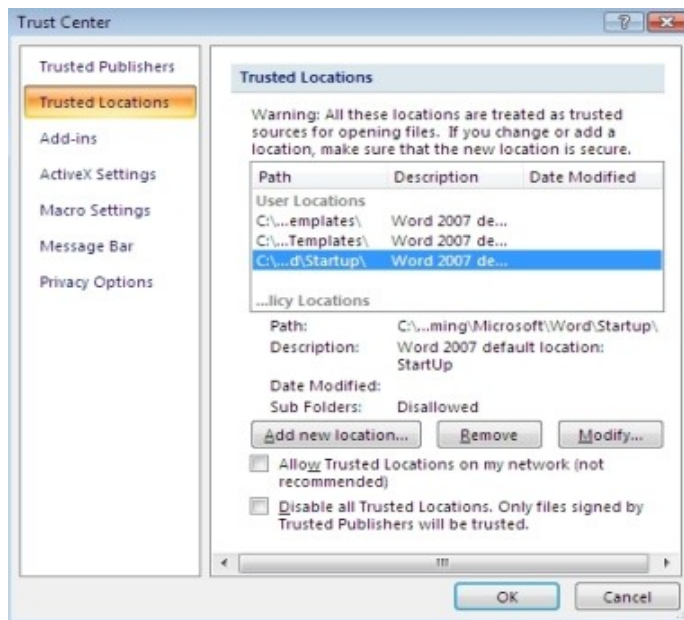 Trust Center
Trusted Publishers
Trusted Locations
Add-ins
ActiveX Settings
Macro Settings
Message Bar
Privacy Options
Trusted Locations
Warning: All these locations are treated as trusted
sources for opening files. If you change or add a
location, make sure that the new location is secure.
Path Description Date Modified
User Locations
C:\...emplates\ Word 2007 de...
C:\...Templates\ Word 2007 de...
C:\...d\Startup\ Word 2007 de...
...licy Locations
Path: C:\...ming\Microsoft\Word\Startup\
Description: Word 2007 default location:
StartUp
Date Modified:
Sub Folders: Disallowed
Add new location... Remove Modify...
Allow Trusted Locations on my network (not
recommended)
Disable all Trusted Locations. Only files signed by
Trusted Publishers will be trusted.
OK Cancel